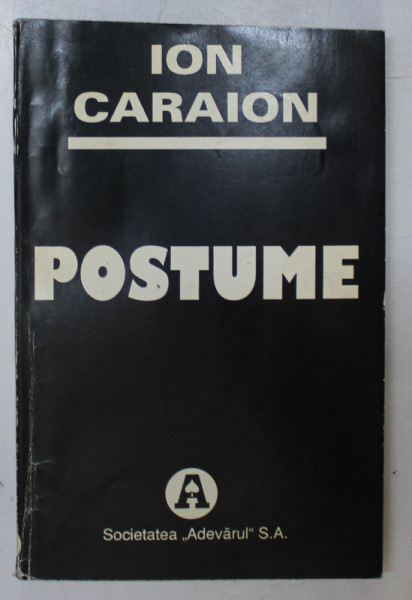 ION
CARAION
POSTUME
A
Societatea „Adevărul" S.A.